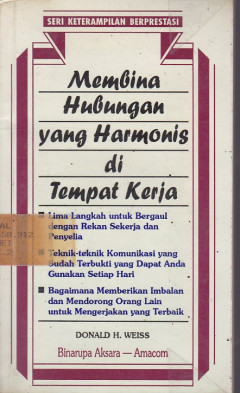 SERI KETERAMPILAN BERPRESTASI
Membina
Hubungan
yang Harmonis
di
Tempat Kerja
Lima Langkah untuk Bergaul
dengan Rekan Sekerja dan
Penyelia
Teknik-teknik Komunikasi yang
Sudah Terbukti yang Dapat Anda
Gunakan Setiap Hari
Bagaimana Memberikan Imbalan
dan Mendorong Orang Lain
untuk Mengerjakan yang Terbaik
DONALD H. WEISS
Binarupa Aksara — Amacom